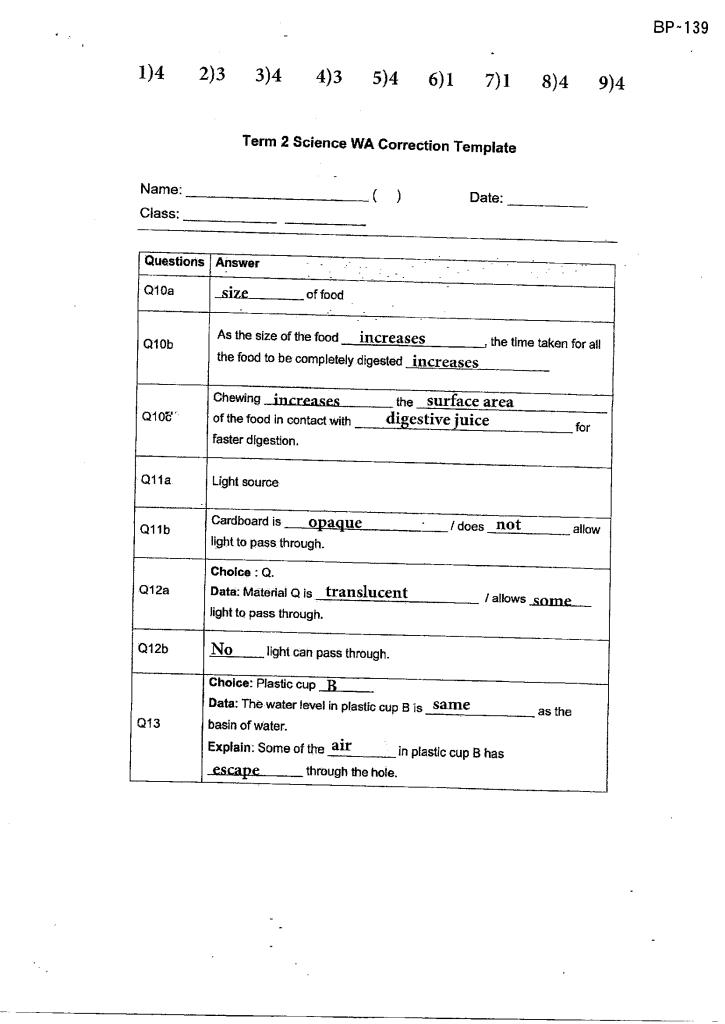 BP-139
1)4 2)3 3)4 4)3 5)4 6)1 7)1 8)4 9)4
Term 2 Science WA Correction Template
Name: ____________________ ( ) Date: __________
Class: ____________ __________
Questions Answer
Q10a size of food
Q10b As the size of the food increases, the time taken for all
the food to be completely digested increases
Chewing increases the surface area
Q10c of the food in contact with digestive juice for
faster digestion.
Q11a Light source
Q11b Cardboard is opaque / does not allow
light to pass through.
Choice : Q.
Q12a Data: Material Q is translucent / allows some
light to pass through.
Q12b No light can pass through.
Choice: Plastic cup B
Data: The water level in plastic cup B is same as the
Q13 basin of water.
Explain: Some of the air in plastic cup B has
escape through the hole.